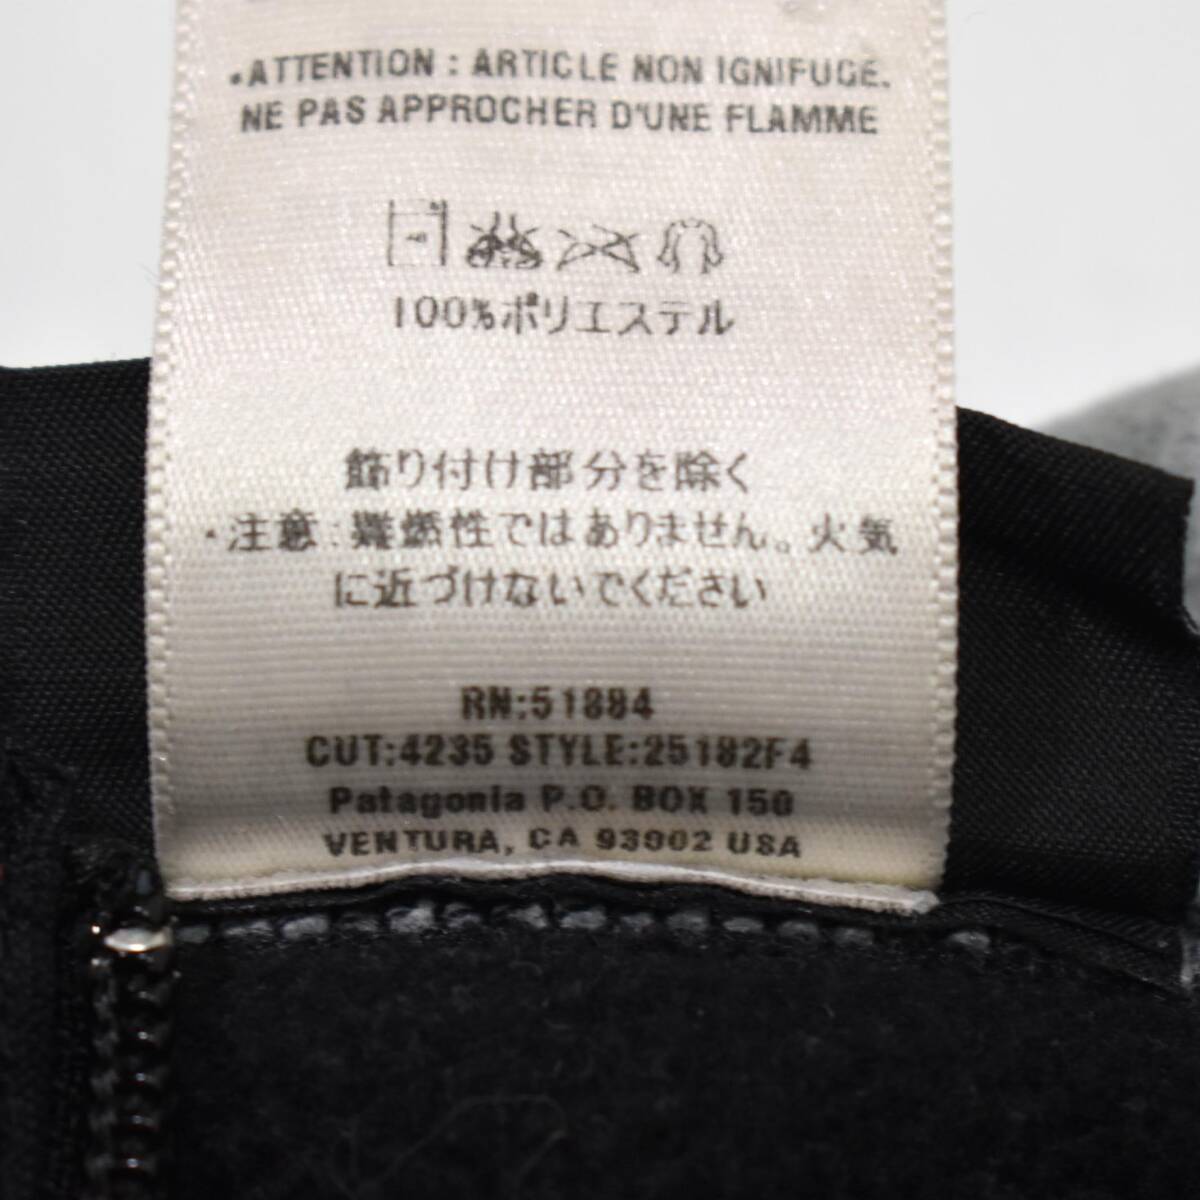 •ATTENTION : ARTICLE NON IGNIFUGE.
NE PAS APPROCHER D'UNE FLAMME
100%ポリエステル
飾り付け部分を除く
・注意:難燃性ではありません。火気
に近づけないでください
RN:51884
CUT:4235 STYLE:25182F4
Patagonia P.O. BOX 150
VENTURA, CA 93002 USA